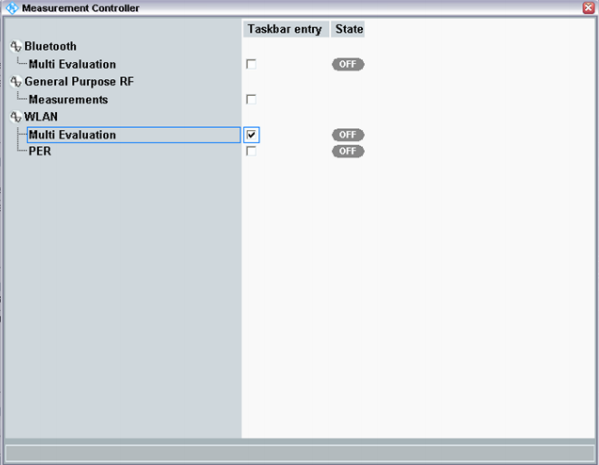 Measurement Controller
Taskbar entry State
Bluetooth
Multi Evaluation OFF
General Purpose RF
Measurements
WLAN
Multi Evaluation OFF
PER OFF